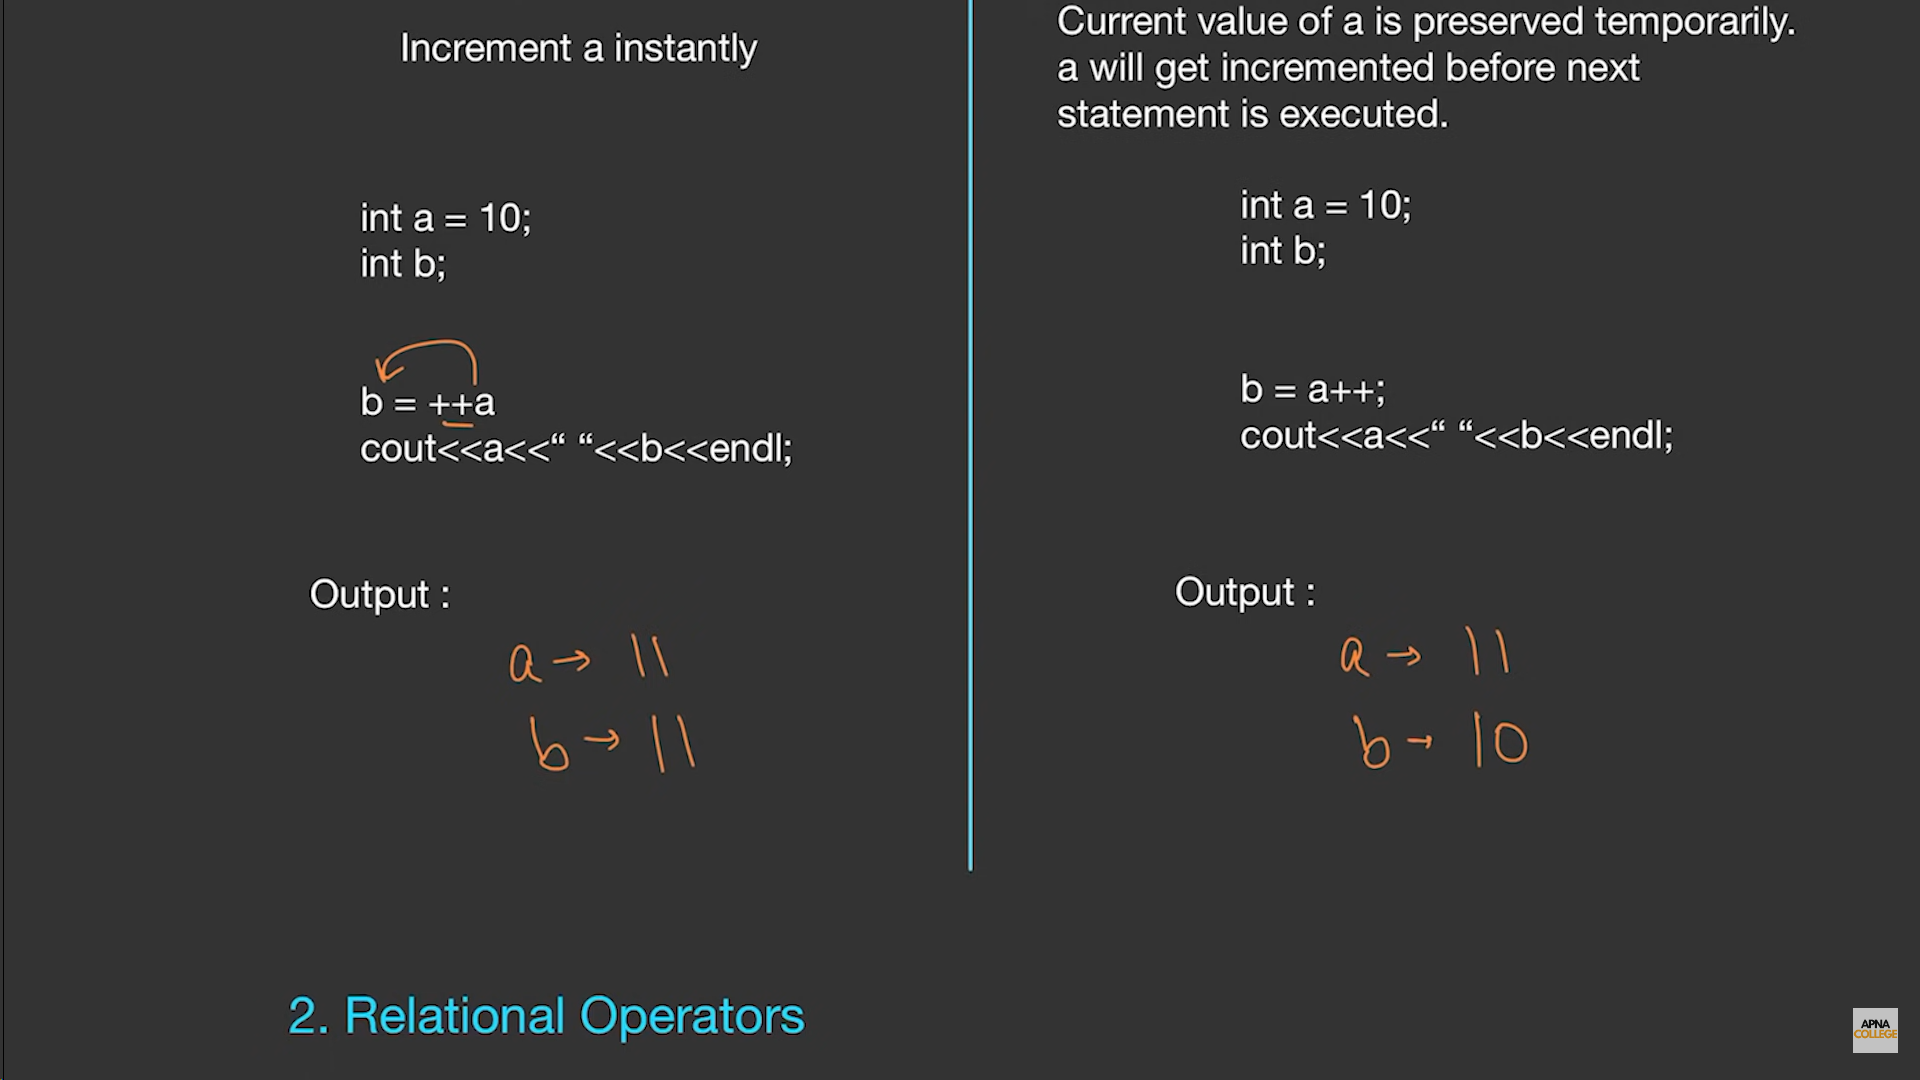 Increment a instantly
int a = 10;
int b;
b = ++a
cout<<a<<“ “<<b<<endl;
Output :
a → 11
b → 11
Current value of a is preserved temporarily.
a will get incremented before next
statement is executed.
int a = 10;
int b;
b = a++;
cout<<a<<“ “<<b<<endl;
Output :
a → 11
b → 10
2. Relational Operators
APNA
COLLEGE